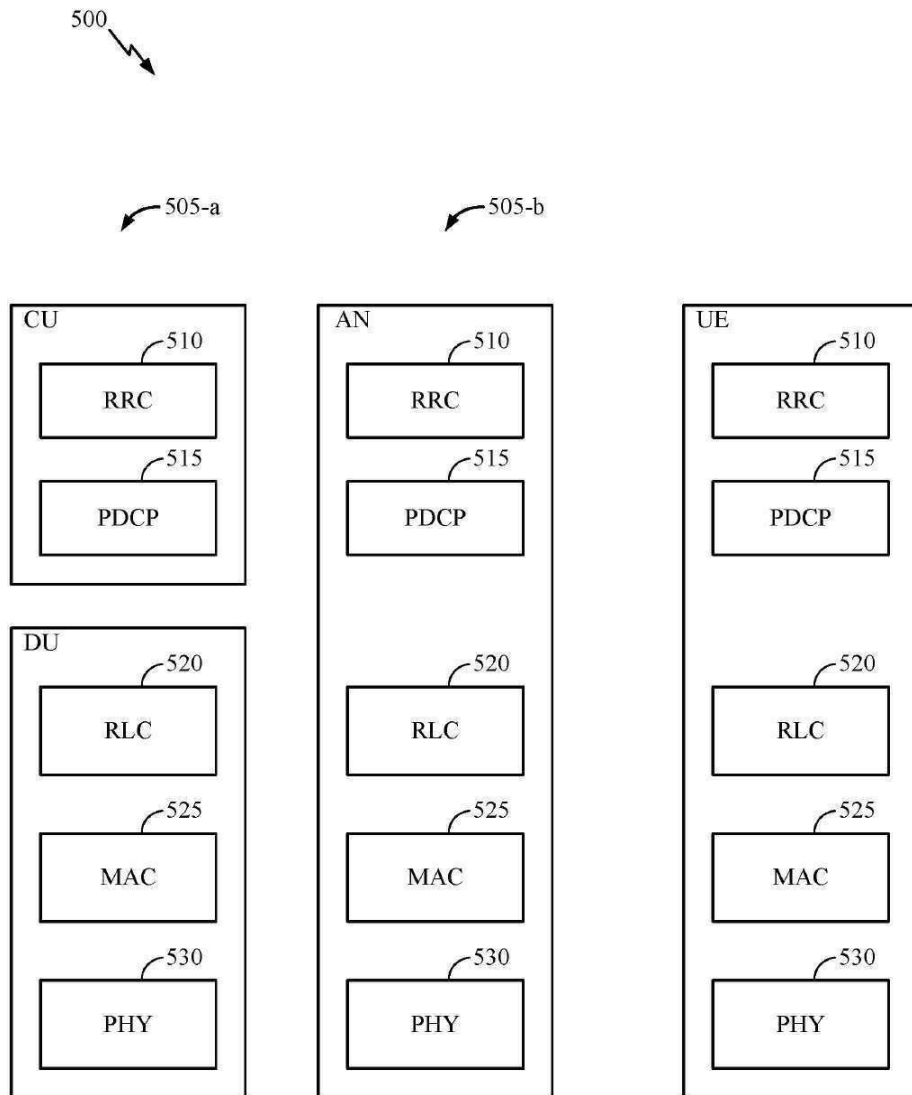 500
505-a
505-b
CU
510
RRC
515
PDCP
DU
520
RLC
525
MAC
530
PHY
AN
510
RRC
515
PDCP
520
RLC
525
MAC
530
PHY
UE
510
RRC
515
PDCP
520
RLC
525
MAC
530
PHY